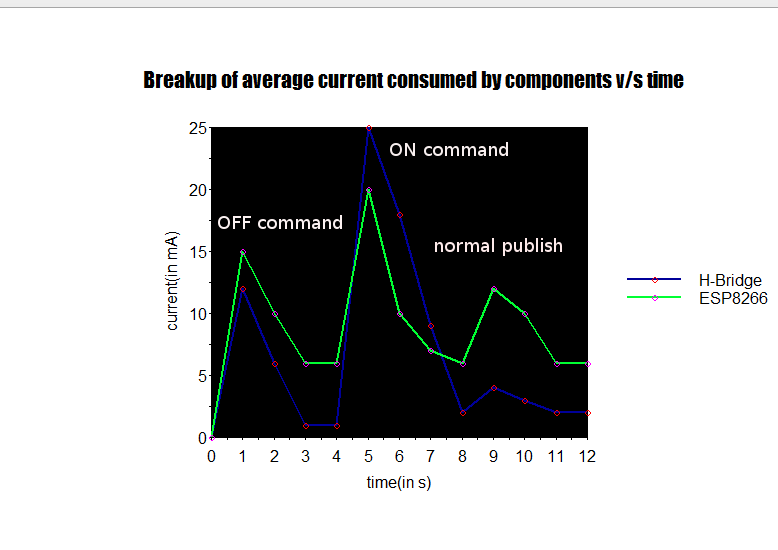 Breakup of average current consumed by components v/s time
25
20
15
10
5
0
current(in mA)
ON command
OFF command
normal publish
0 1 2 3 4 5 6 7 8 9 10 11 12
time(in s)
H-Bridge
ESP8266